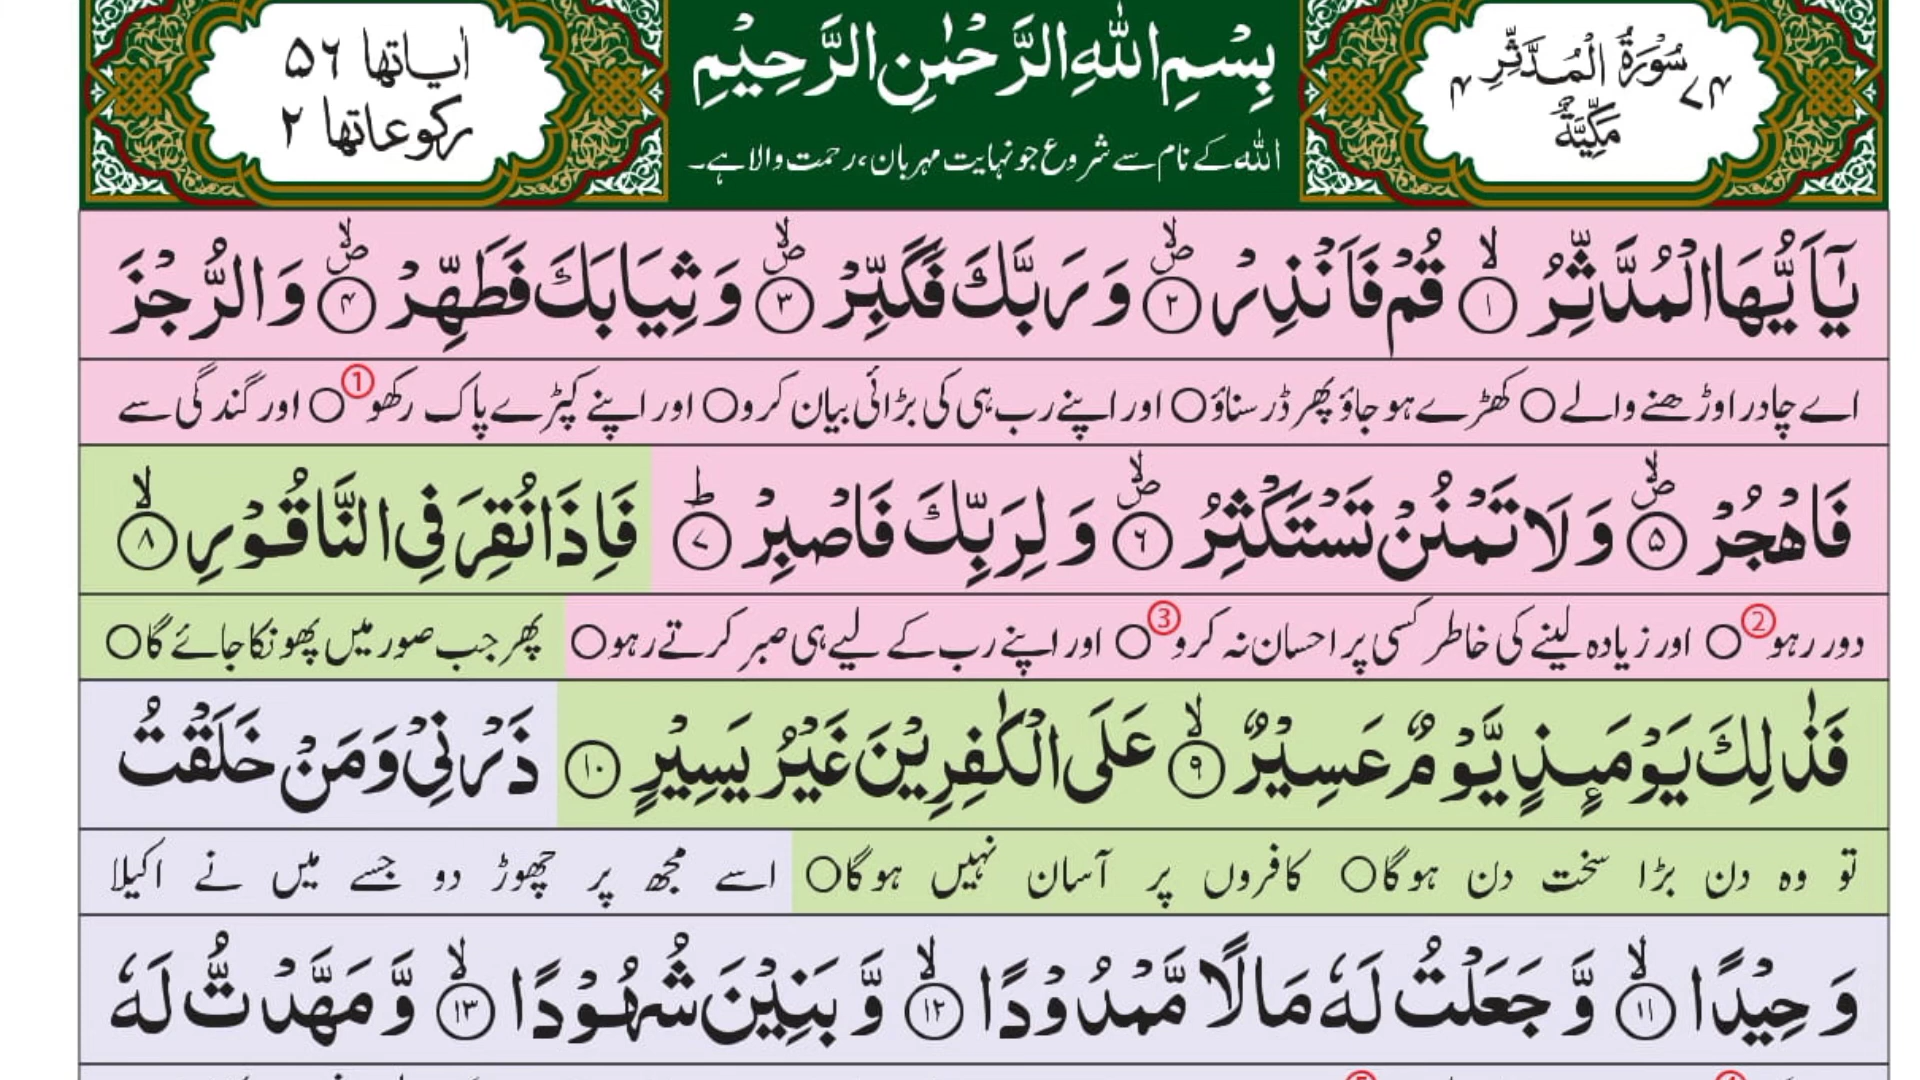 سُوْرَةُ الْمُدَّثِّرِ ۷۴ ۴
مَكِّيَّةٌ
بِسْمِ اللّٰهِ الرَّحْمٰنِ الرَّحِيْمِ
اللہ کے نام سے شروع جو نہایت مہربان، رحمت والا ہے۔
اٰیاتھا ۵۶
رکوعاتھا ۲
يٰٓاَيُّهَا الْمُدَّثِّرُ ۙ﴿۱﴾ قُمْ فَاَنْذِرْ ۪ۙ﴿۲﴾ وَ رَبَّكَ فَكَبِّرْ ۪ۙ﴿۳﴾ وَ ثِيَابَكَ فَطَهِّرْ ۪ۙ﴿۴﴾ وَ الرُّجْزَ
اے چادر اوڑھنے والے○ کھڑے ہو جاؤ پھر ڈر سناؤ○ اور اپنے رب ہی کی بڑائی بیان کرو○ اور اپنے کپڑے پاک رکھو①○ اور گندگی سے
فَاهْجُرْ ۪ۙ﴿۵﴾ وَ لَا تَمْنُنْ تَسْتَكْثِرُ ۪ۙ﴿۶﴾ وَ لِرَبِّكَ فَاصْبِرْ ؕ﴿۷﴾ فَاِذَا نُقِرَ فِی النَّاقُوْرِ ۙ﴿۸﴾
دور رہو②○ اور زیادہ لینے کی خاطر کسی پر احسان نہ کرو③○ اور اپنے رب کے لیے ہی صبر کرتے رہو○ پھر جب صور میں پھونکا جائے گا○
فَذٰلِكَ يَوْمَئِذٍ يَّوْمٌ عَسِيْرٌ ۙ﴿۹﴾ عَلَی الْكٰفِرِيْنَ غَيْرُ يَسِيْرٍ ﴿۱۰﴾ ذَرْنِیْ وَ مَنْ خَلَقْتُ
تو وہ دن بڑا سخت دن ہوگا○ کافروں پر آسان نہیں ہوگا○ اسے مجھ پر چھوڑ دو جسے میں نے اکیلا
وَحِيْدًا ۙ﴿۱۱﴾ وَّ جَعَلْتُ لَهٗ مَالًا مَّمْدُوْدًا ۙ﴿۱۲﴾ وَّ بَنِيْنَ شُهُوْدًا ۙ﴿۱۳﴾ وَّ مَهَّدْتُّ لَهٗ